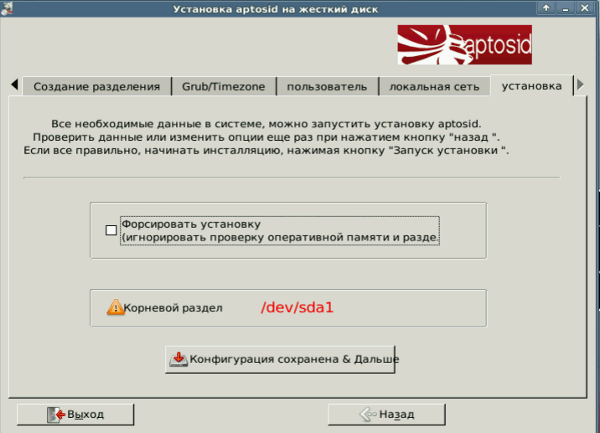 Установка aptosid на жесткий диск
aptosid
Создание разделения
Grub/Timezone
пользователь
локальная сеть
установка
Все необходимые данные в системе, можно запустить установку aptosid.
Проверить данные или изменить опции еще раз при нажатием кнопку "назад ".
Если все правильно, начинать инсталляцию, нажимая кнопку "Запуск установки ".
Форсировать установку
(игнорировать проверку оперативной памяти и разде
Корневой раздел /dev/sda1
Конфигурация сохранена & Дальше
Выход
Назад